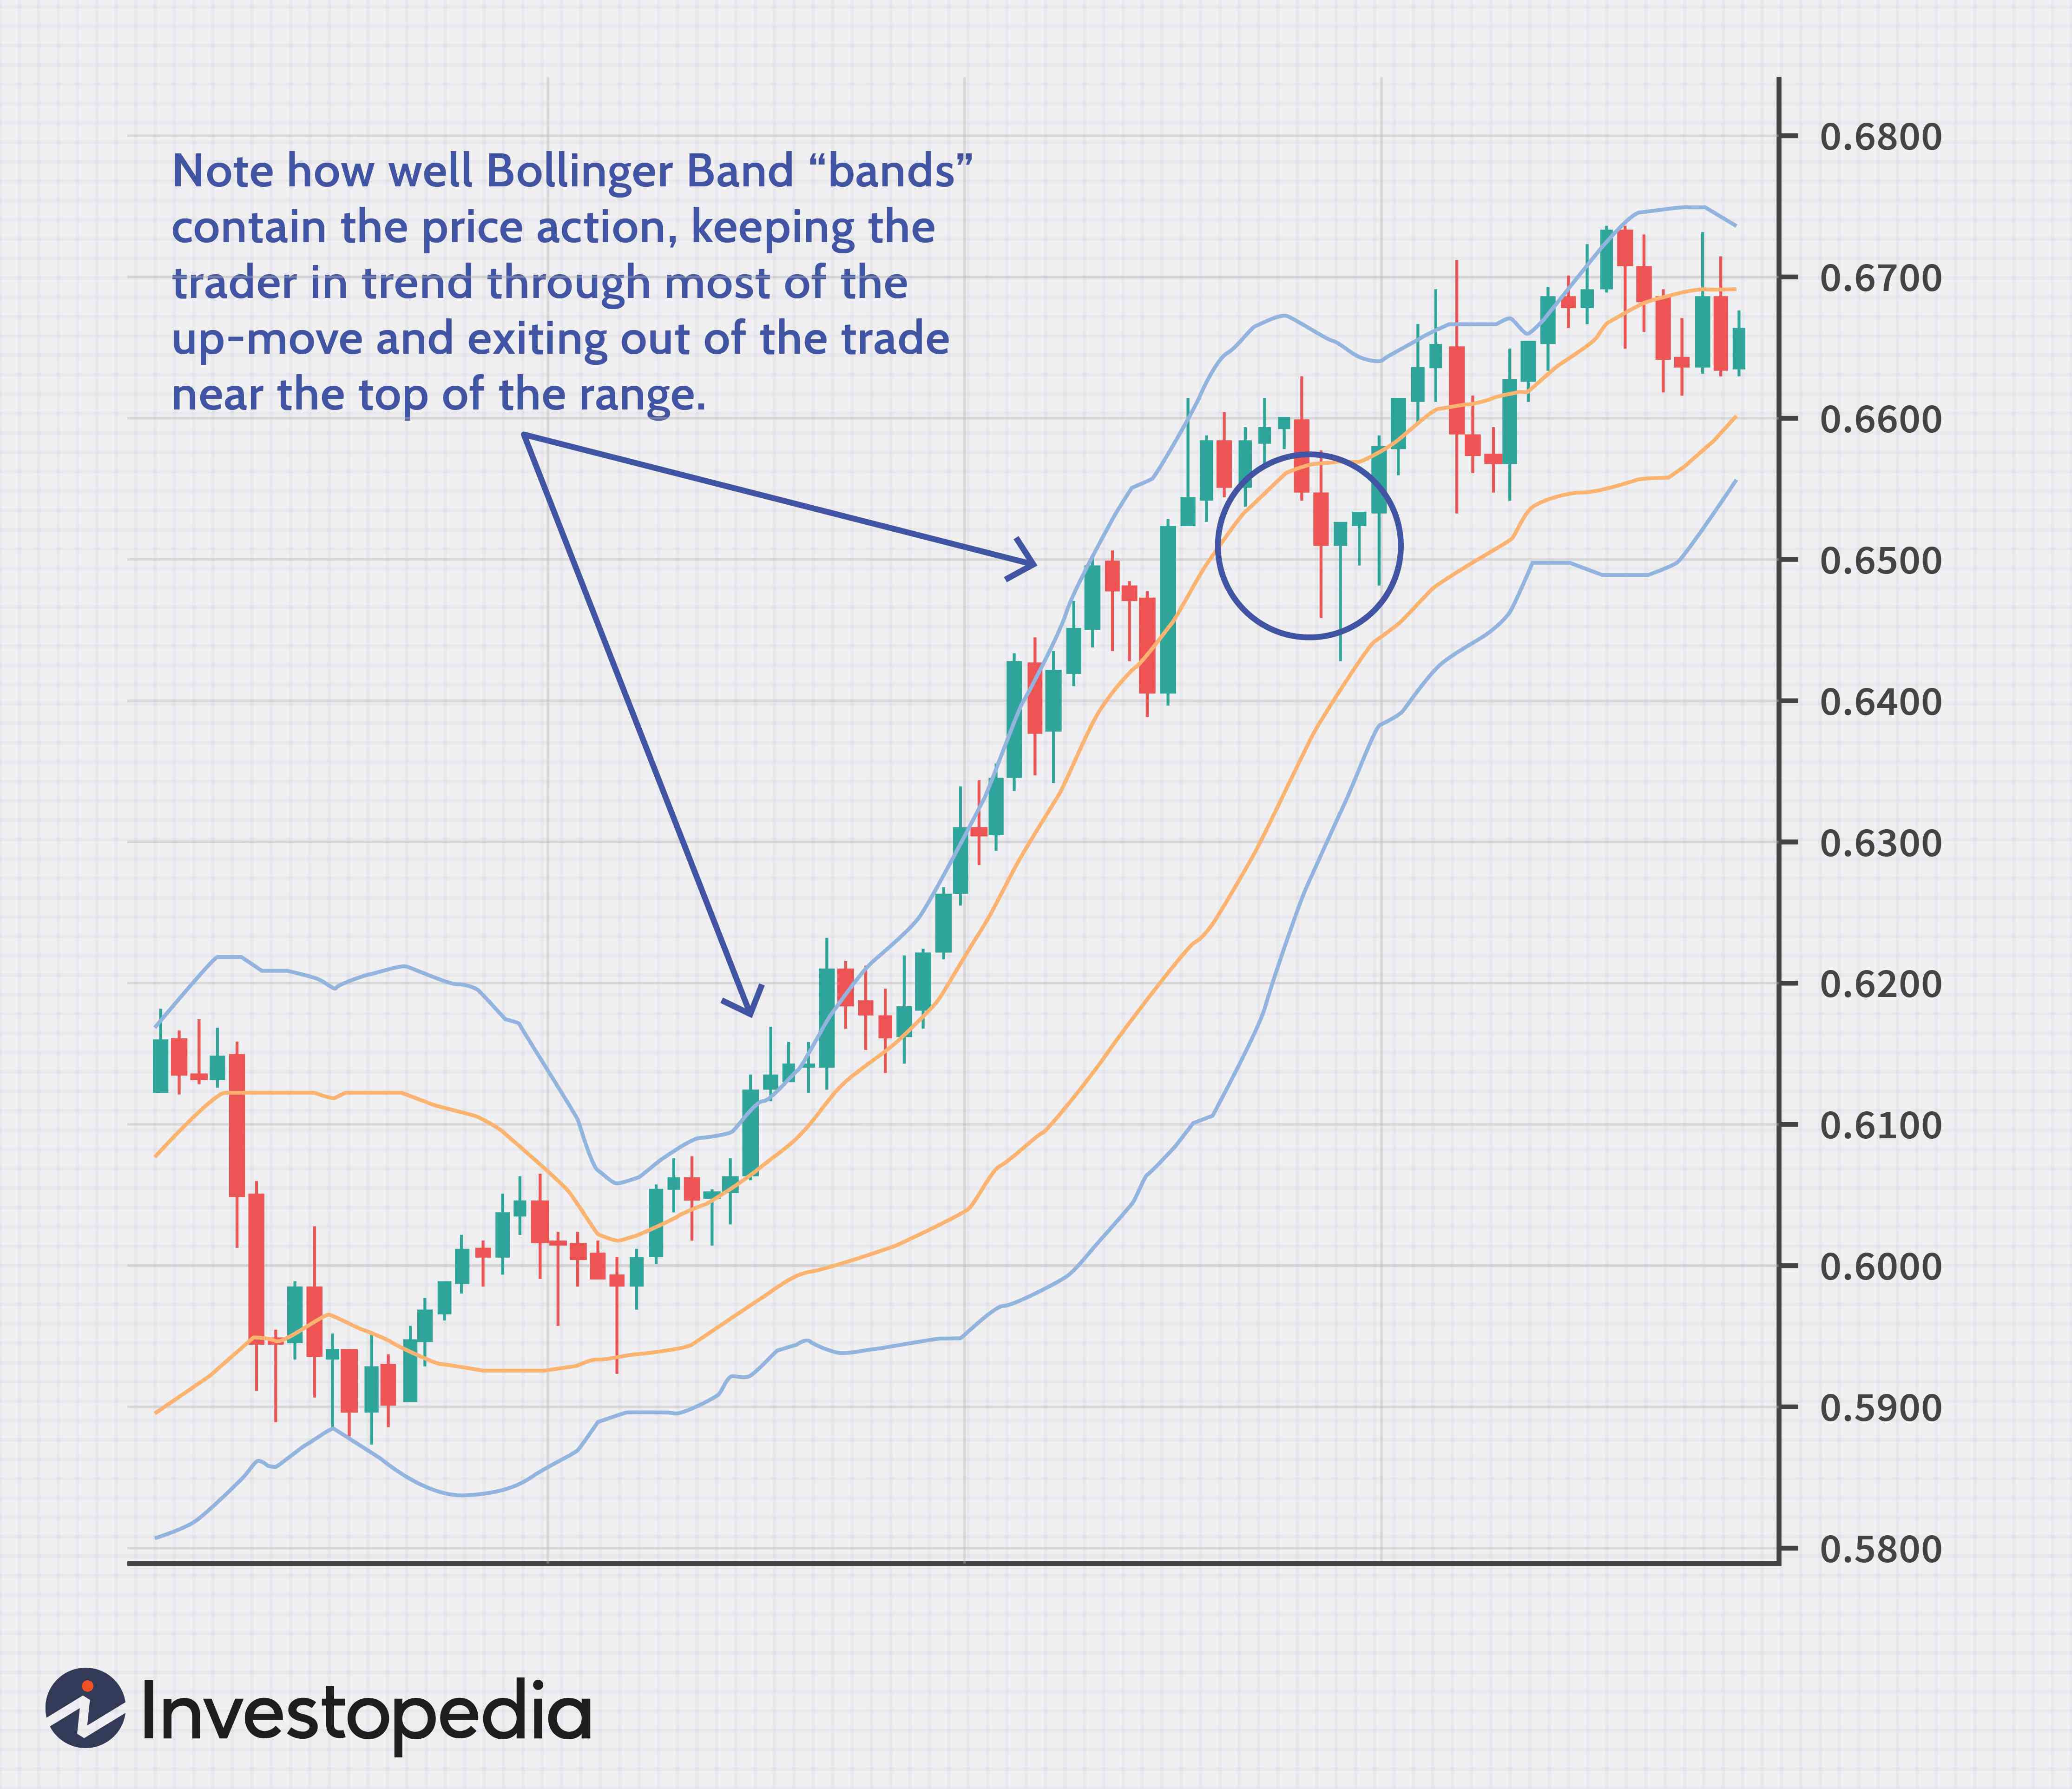 Note how well Bollinger Band “bands”
contain the price action, keeping the
trader in trend through most of the
up-move and exiting out of the trade
near the top of the range.
0.6800
0.6700
0.6600
0.6500
0.6400
0.6300
0.6200
0.6100
0.6000
0.5900
0.5800
Investopedia